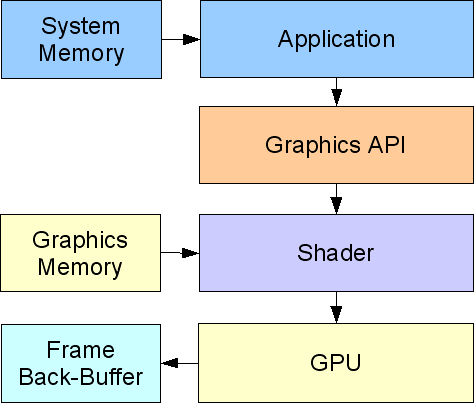 System
Memory
Application
Graphics API
Graphics
Memory
Shader
Frame
Back-Buffer
GPU